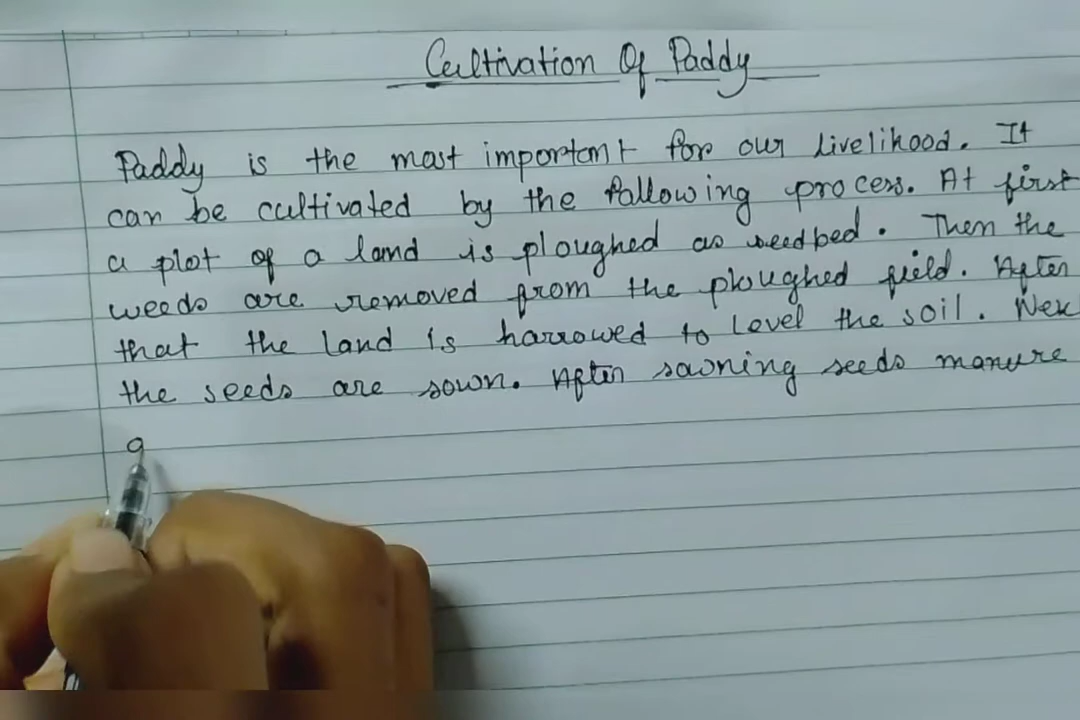 Cultivation Of Paddy
Paddy is the most important for our livelihood. It
can be cultivated by the following process. At first
a plot of a land is ploughed as seedbed. Then the
weeds are removed from the ploughed field. After
that the land is harrowed to level the soil. Nex
the seeds are sown. After sowning seeds manure
a